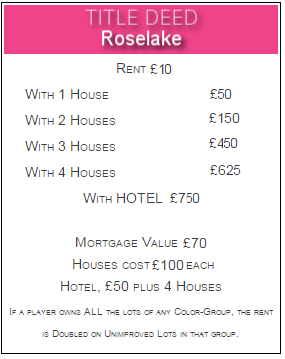 TITLE DEED
Roselake
RENT £10
WITH 1 HOUSE £50
WITH 2 HOUSES £150
WITH 3 HOUSES £450
WITH 4 HOUSES £625
WITH HOTEL £750
MORTGAGE VALUE £70
HOUSES COST £100 EACH
HOTEL, £50 PLUS 4 HOUSES
IF A PLAYER OWNS ALL THE LOTS OF ANY COLOR-GROUP, THE RENT
IS DOUBLED ON UNIMPROVED LOTS IN THAT GROUP.